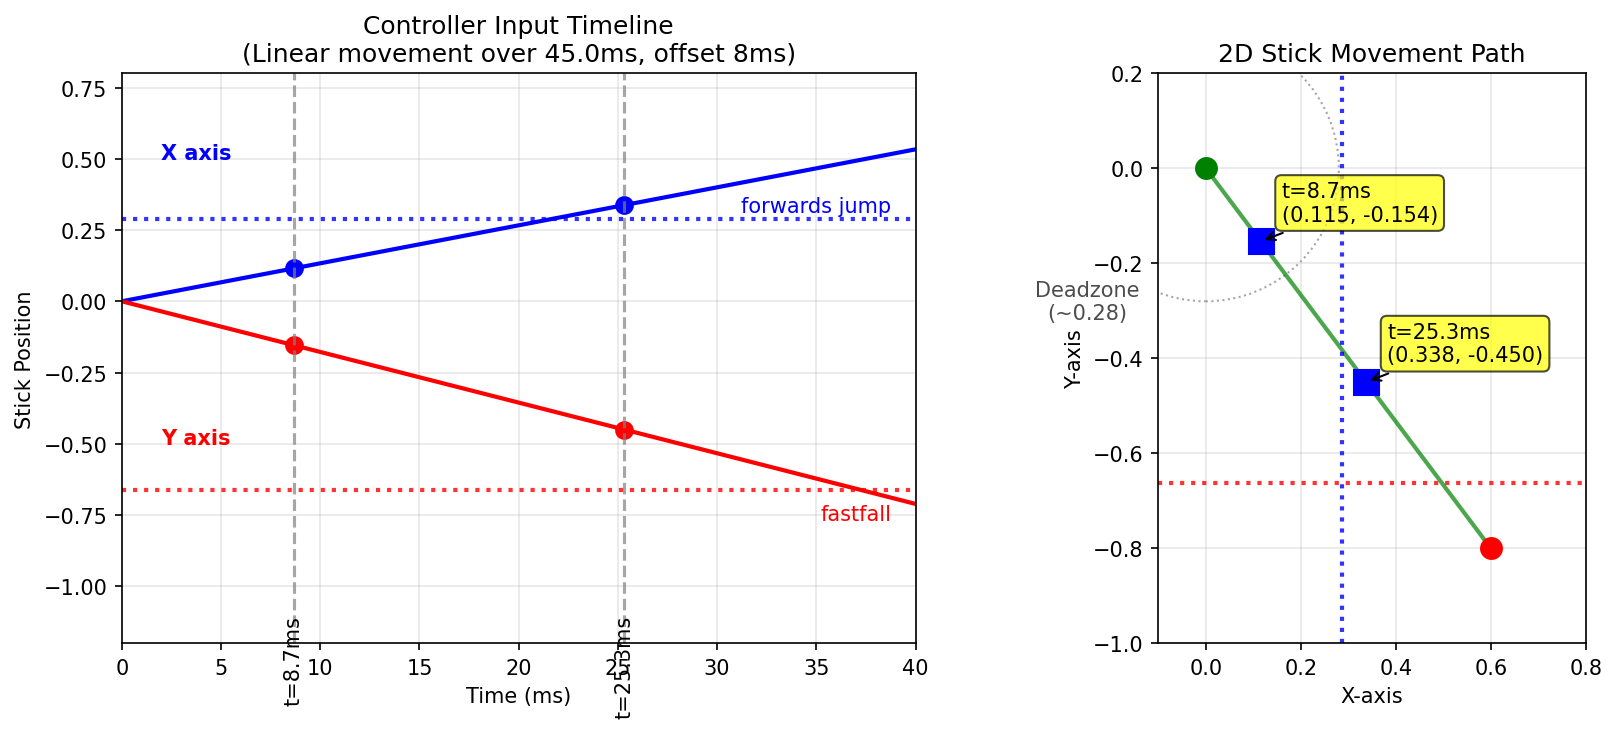 Controller Input Timeline
(Linear movement over 45.0ms, offset 8ms)
Stick Position
0.75
0.50
0.25
0.00
−0.25
−0.50
−0.75
−1.00
X axis
forwards jump
Y axis
fastfall
t=8.7ms
t=25.3ms
0
5
10
15
20
25
30
35
40
Time (ms)
2D Stick Movement Path
Y-axis
0.2
0.0
−0.2
−0.4
−0.6
−0.8
−1.0
t=8.7ms
(0.115, -0.154)
Deadzone
(~0.28)
t=25.3ms
(0.338, -0.450)
0.0
0.2
0.4
0.6
0.8
X-axis